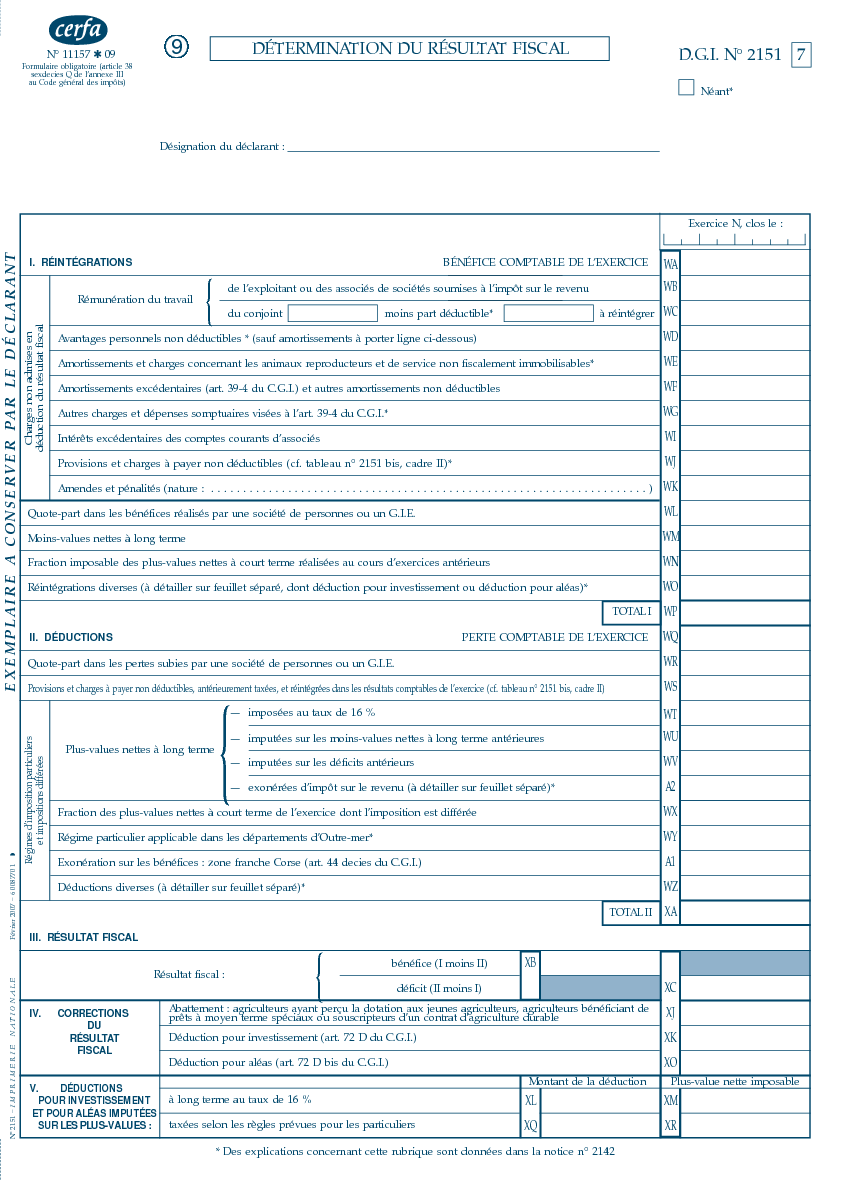 cerfa
N° 11157 ✱ 09
Formulaire obligatoire (article 38
sexdecies Q de l'annexe III
au Code général des impôts)
9
DÉTERMINATION DU RÉSULTAT FISCAL
D.G.I. N° 2151 7
Néant*
Désignation du déclarant :
EXEMPLAIRE A CONSERVER PAR LE DÉCLARANT
Exercice N, clos le :
I. RÉINTÉGRATIONS BÉNÉFICE COMPTABLE DE L'EXERCICE WA
Charges non admises en
déduction du résultat fiscal
Rémunération du travail
de l'exploitant ou des associés de sociétés soumises à l'impôt sur le revenu WB
du conjoint moins part déductible* à réintégrer WC
Avantages personnels non déductibles * (sauf amortissements à porter ligne ci-dessous) WD
Amortissements et charges concernant les animaux reproducteurs et de service non fiscalement immobilisables* WE
Amortissements excédentaires (art. 39-4 du C.G.I.) et autres amortissements non déductibles WF
Autres charges et dépenses somptuaires visées à l'art. 39-4 du C.G.I.* WG
Intérêts excédentaires des comptes courants d'associés WI
Provisions et charges à payer non déductibles (cf. tableau n° 2151 bis, cadre II)* WJ
Amendes et pénalités (nature : . . . . . . . . . . . . . . . . . . . . . . . . . . . . . . . . . . . . . . . . ) WK
Quote-part dans les bénéfices réalisés par une société de personnes ou un G.I.E. WL
Moins-values nettes à long terme WM
Fraction imposable des plus-values nettes à court terme réalisées au cours d'exercices antérieurs WN
Réintégrations diverses (à détailler sur feuillet séparé, dont déduction pour investissement ou déduction pour aléas)* WO
TOTAL I WP
II. DÉDUCTIONS PERTE COMPTABLE DE L'EXERCICE WQ
Quote-part dans les pertes subies par une société de personnes ou un G.I.E. WR
Provisions et charges à payer non déductibles, antérieurement taxées, et réintégrées dans les résultats comptables de l'exercice (cf. tableau n° 2151 bis, cadre II) WS
Régimes d'imposition particuliers
et impositions différées
Plus-values nettes à long terme
— imposées au taux de 16 % WT
— imputées sur les moins-values nettes à long terme antérieures WU
— imputées sur les déficits antérieurs WV
— exonérées d'impôt sur le revenu (à détailler sur feuillet séparé)* A2
Fraction des plus-values nettes à court terme de l'exercice dont l'imposition est différée WX
Régime particulier applicable dans les départements d'Outre-mer* WY
Exonération sur les bénéfices : zone franche Corse (art. 44 decies du C.G.I.) A1
Déductions diverses (à détailler sur feuillet séparé)* WZ
TOTAL II XA
III. RÉSULTAT FISCAL
Résultat fiscal :
bénéfice (I moins II) XB
déficit (II moins I) XC
IV. CORRECTIONS
DU
RÉSULTAT
FISCAL
Abattement : agriculteurs ayant perçu la dotation aux jeunes agriculteurs, agriculteurs bénéficiant de
prêts à moyen terme spéciaux ou souscripteurs d'un contrat d'agriculture durable XJ
Déduction pour investissement (art. 72 D du C.G.I.) XK
Déduction pour aléas (art. 72 D bis du C.G.I.) XO
V. DÉDUCTIONS
POUR INVESTISSEMENT
ET POUR ALÉAS IMPUTÉES
SUR LES PLUS-VALUES :
Montant de la déduction Plus-value nette imposable
à long terme au taux de 16 % XL XM
taxées selon les règles prévues pour les particuliers XQ XR
* Des explications concernant cette rubrique sont données dans la notice n° 2142
N° 2151 – IMPRIMERIE NATIONALE